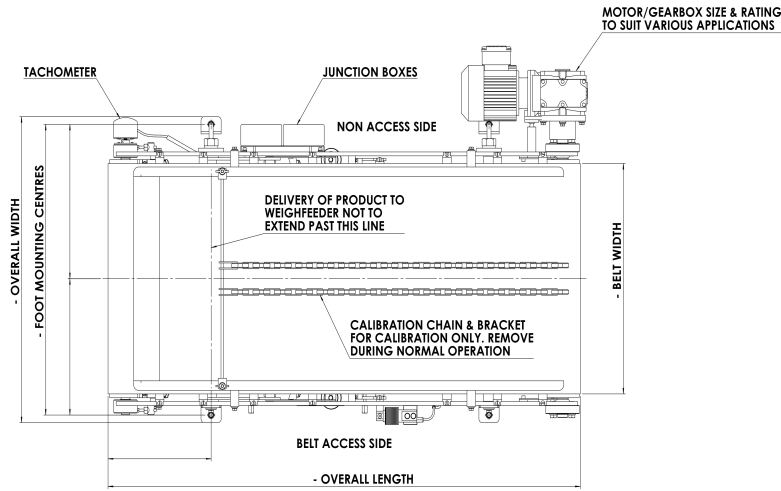 MOTOR/GEARBOX SIZE & RATING
TO SUIT VARIOUS APPLICATIONS
TACHOMETER
JUNCTION BOXES
NON ACCESS SIDE
- OVERALL WIDTH
- FOOT MOUNTING CENTRES
DELIVERY OF PRODUCT TO
WEIGHFEEDER NOT TO
EXTEND PAST THIS LINE
- BELT WIDTH
CALIBRATION CHAIN & BRACKET
FOR CALIBRATION ONLY. REMOVE
DURING NORMAL OPERATION
BELT ACCESS SIDE
- OVERALL LENGTH